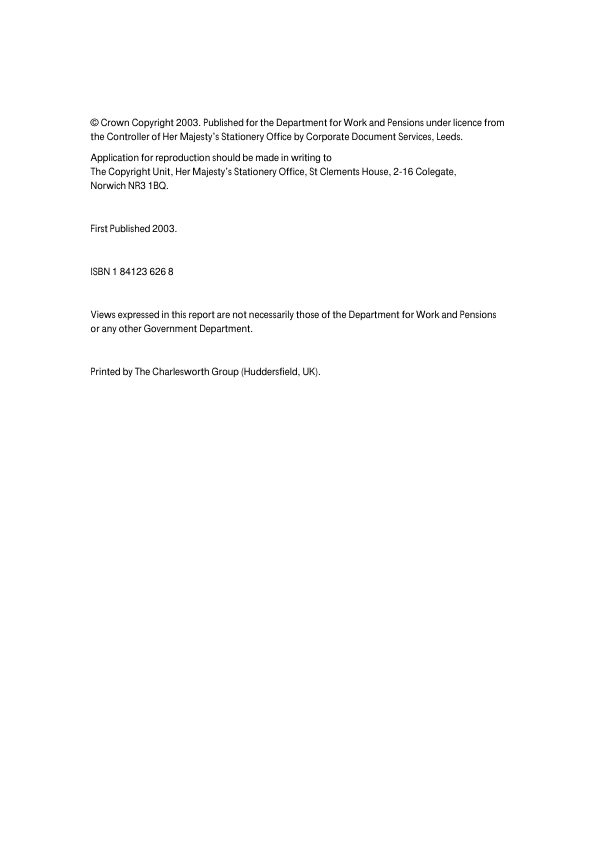 © Crown Copyright 2003. Published for the Department for Work and Pensions under licence from
the Controller of Her Majesty's Stationery Office by Corporate Document Services, Leeds.
Application for reproduction should be made in writing to
The Copyright Unit, Her Majesty's Stationery Office, St Clements House, 2-16 Colegate,
Norwich NR3 1BQ.
First Published 2003.
ISBN 1 84123 626 8
Views expressed in this report are not necessarily those of the Department for Work and Pensions
or any other Government Department.
Printed by The Charlesworth Group (Huddersfield, UK).